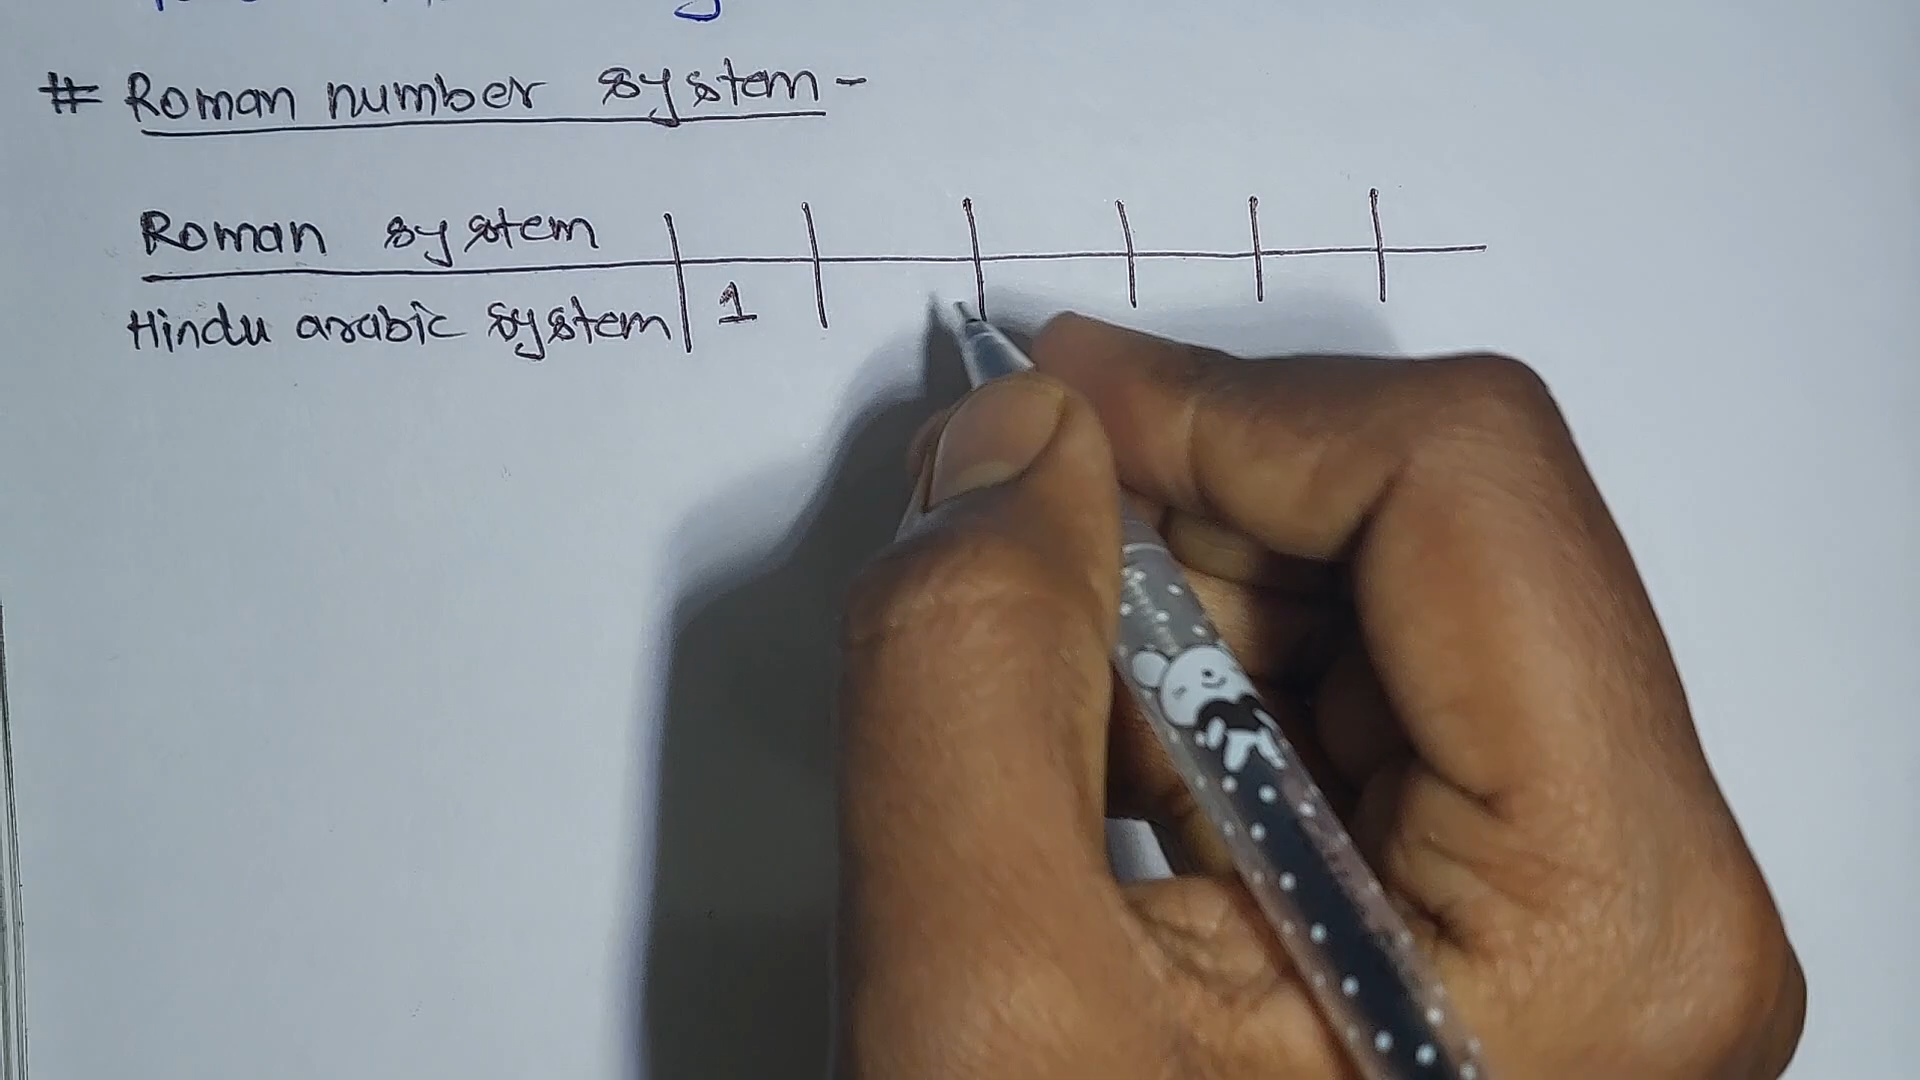 # Roman number system -
Roman system
Hindu arabic system 1